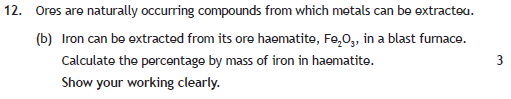 12. Ores are naturally occurring compounds from which metals can be extracted.
(b) Iron can be extracted from its ore haematite, Fe₂O₃, in a blast furnace.
Calculate the percentage by mass of iron in haematite. 3
Show your working clearly.